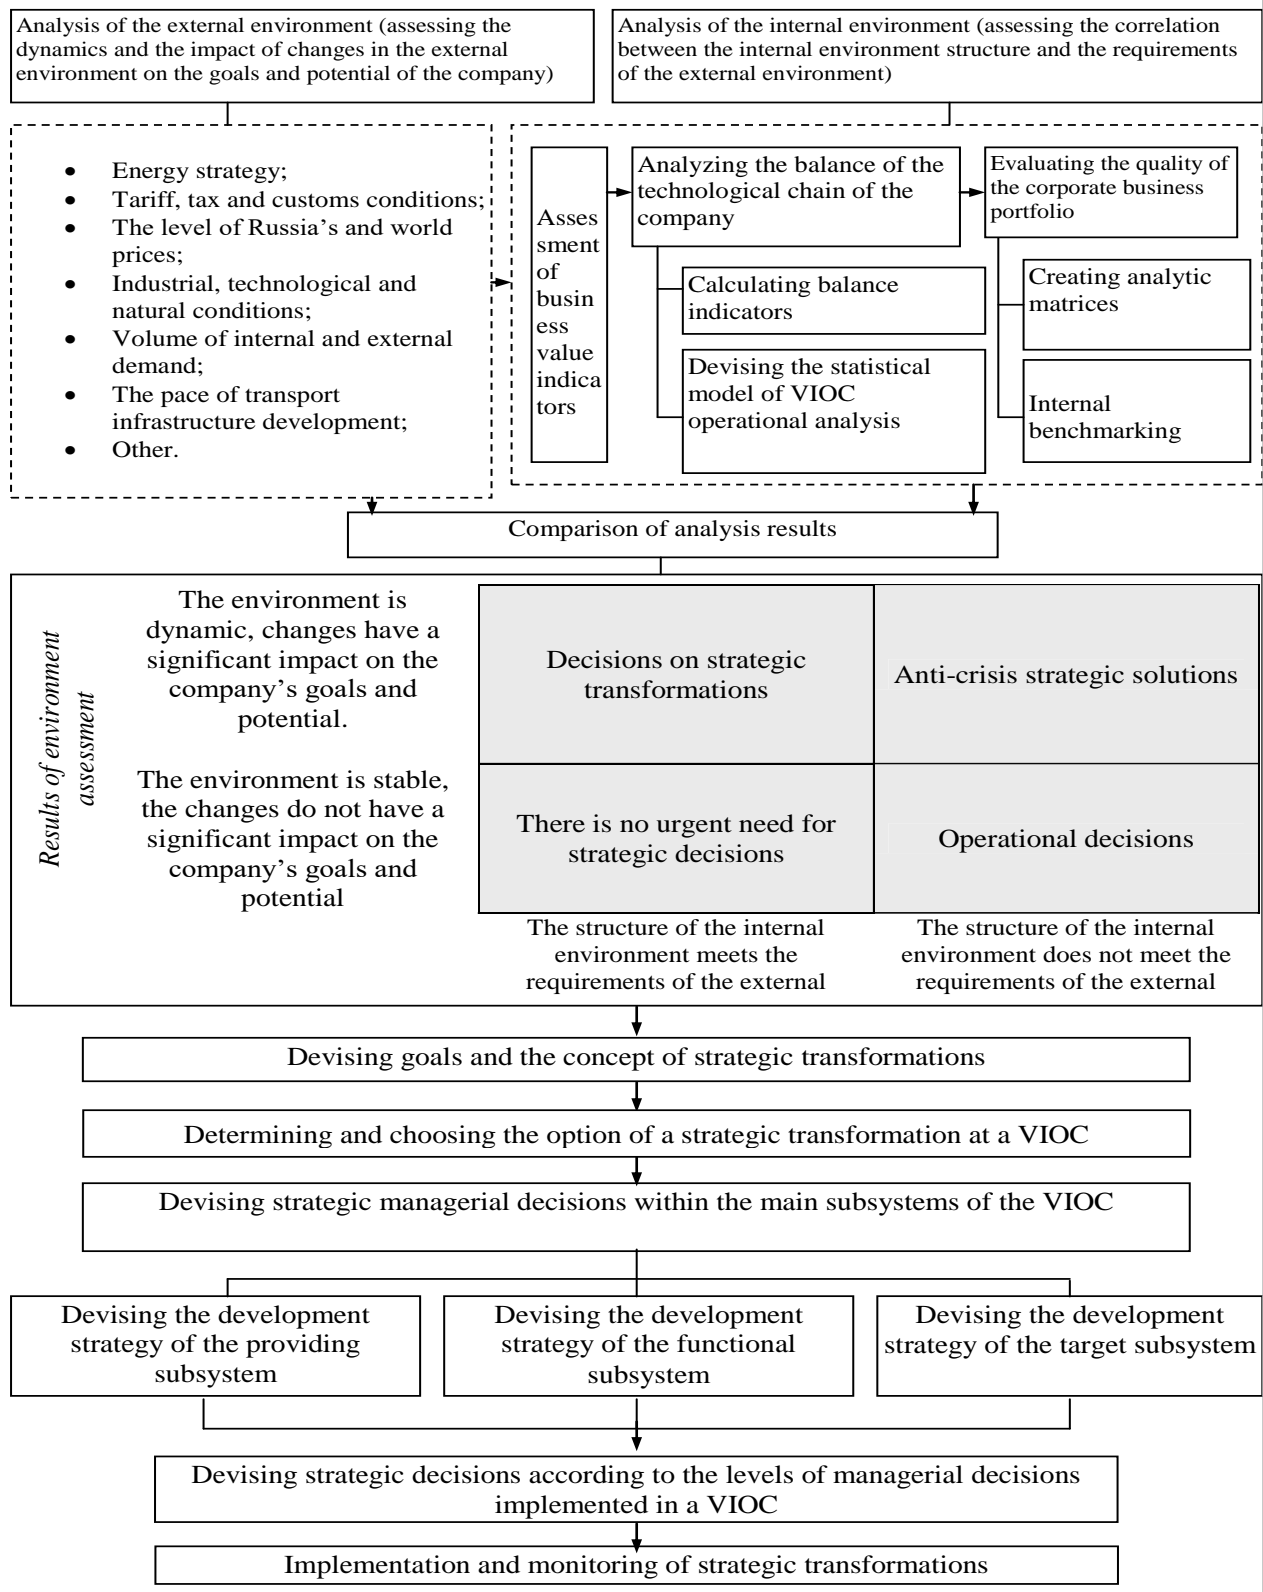 Analysis of the external environment (assessing the
dynamics and the impact of changes in the external
environment on the goals and potential of the company)
Analysis of the internal environment (assessing the correlation
between the internal environment structure and the requirements
of the external environment)
• Energy strategy;
• Tariff, tax and customs conditions;
• The level of Russia's and world
prices;
• Industrial, technological and
natural conditions;
• Volume of internal and external
demand;
• The pace of transport
infrastructure development;
• Other.
Asses
sment
of
busin
ess
value
indica
tors
Analyzing the balance of the
technological chain of the
company
Calculating balance
indicators
Devising the statistical
model of VIOC
operational analysis
Evaluating the quality of
the corporate business
portfolio
Creating analytic
matrices
Internal
benchmarking
Comparison of analysis results
Results of environment
assessment
The environment is
dynamic, changes have a
significant impact on the
company's goals and
potential.
Decisions on strategic
transformations
Anti-crisis strategic solutions
The environment is stable,
the changes do not have a
significant impact on the
company's goals and
potential
There is no urgent need for
strategic decisions
Operational decisions
The structure of the internal
environment meets the
requirements of the external
The structure of the internal
environment does not meet the
requirements of the external
Devising goals and the concept of strategic transformations
Determining and choosing the option of a strategic transformation at a VIOC
Devising strategic managerial decisions within the main subsystems of the VIOC
Devising the development
strategy of the providing
subsystem
Devising the development
strategy of the functional
subsystem
Devising the development
strategy of the target subsystem
Devising strategic decisions according to the levels of managerial decisions
implemented in a VIOC
Implementation and monitoring of strategic transformations